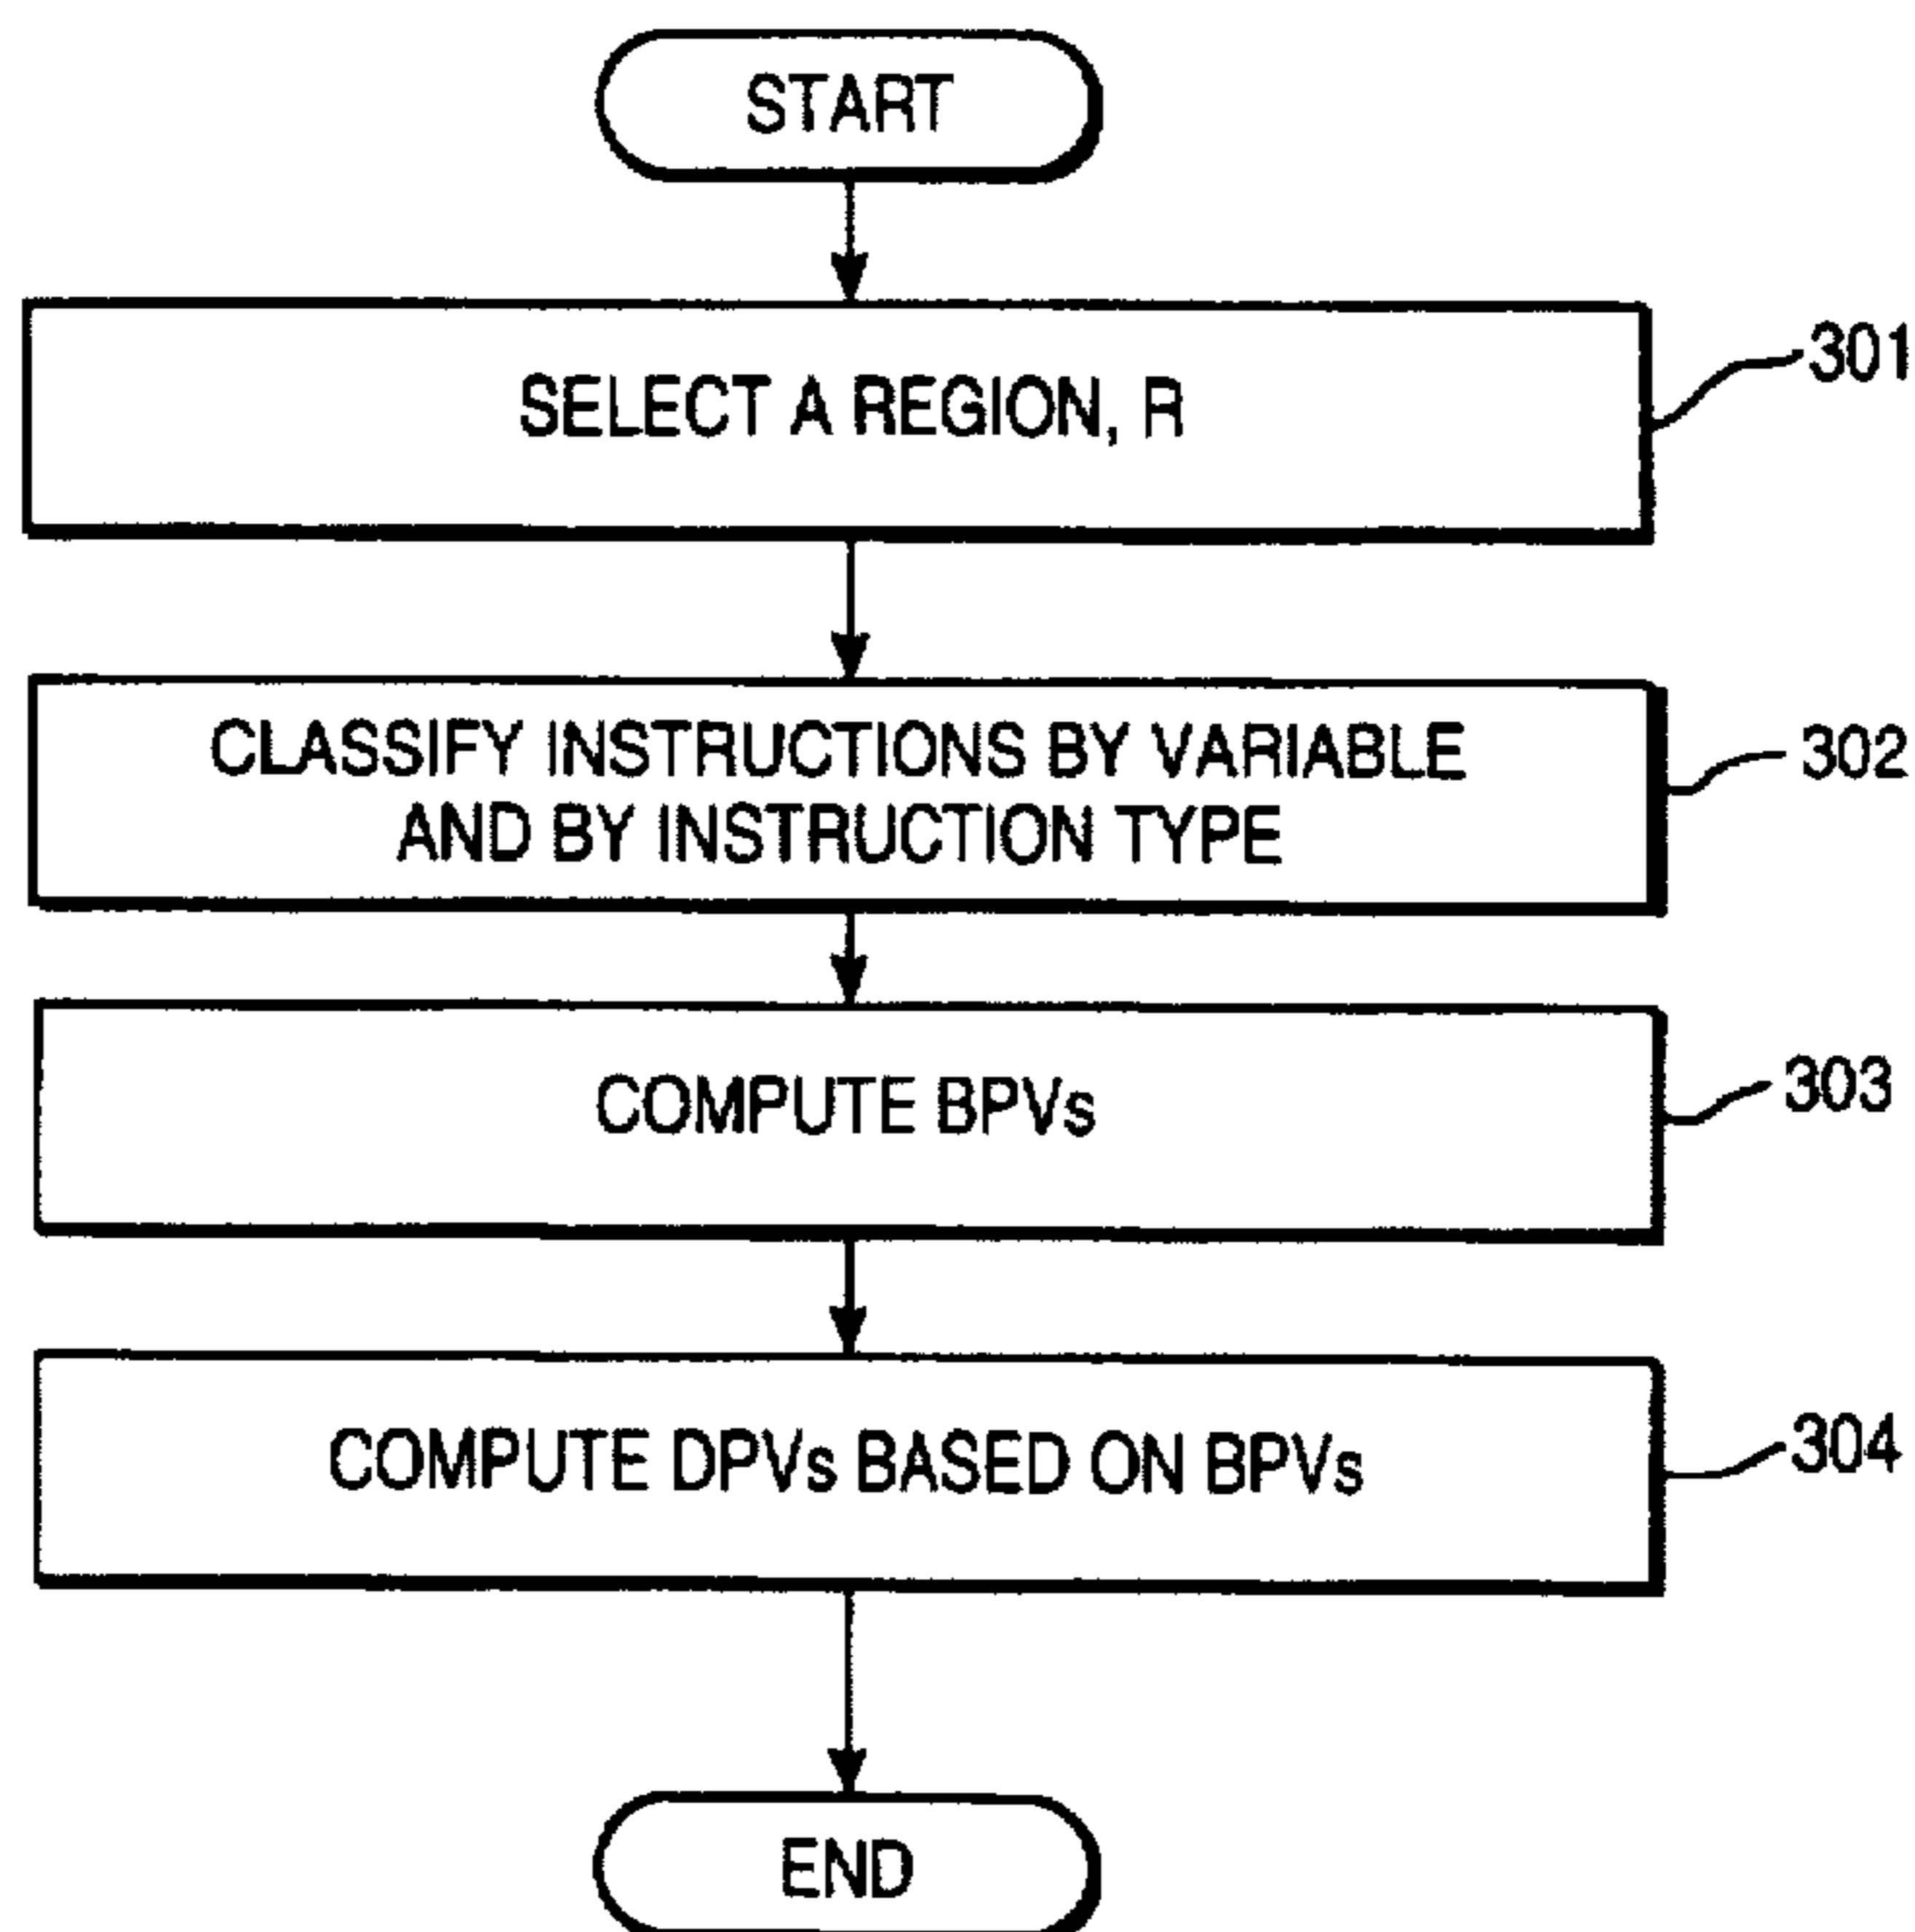 START
SELECT A REGION, R
301
CLASSIFY INSTRUCTIONS BY VARIABLE
AND BY INSTRUCTION TYPE
302
COMPUTE BPVs
303
COMPUTE DPVs BASED ON BPVs
304
END